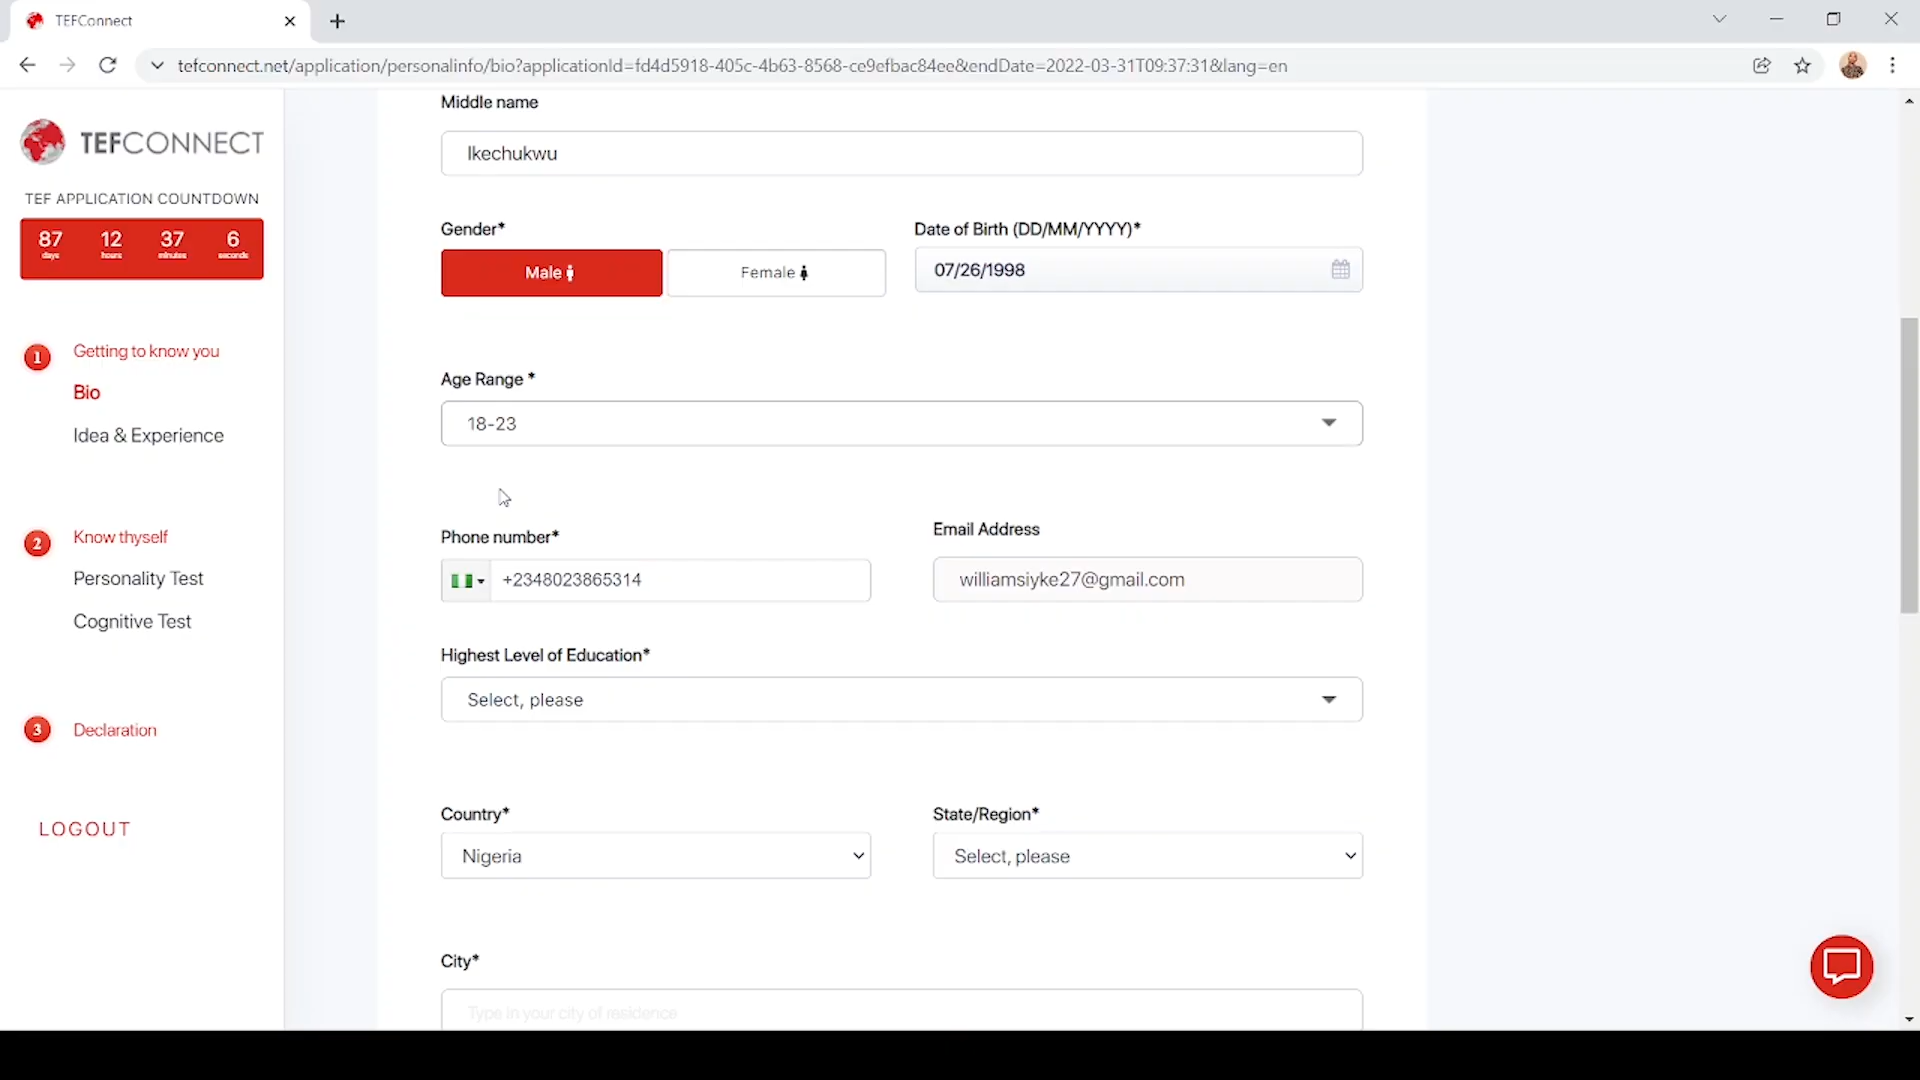 TEFConnect
tefconnect.net/application/personalinfo/bio?applicationId=fd4d5918-405c-4b63-8568-ce9efbac84ee&endDate=2022-03-31T09:37:31&lang=en
TEFCONNECT
TEF APPLICATION COUNTDOWN
87 12 37 6
days hours minutes seconds
1 Getting to know you
Bio
Idea & Experience
2 Know thyself
Personality Test
Cognitive Test
3 Declaration
LOGOUT
Middle name
Ikechukwu
Gender* Date of Birth (DD/MM/YYYY)*
Male Female 07/26/1998
Age Range *
18-23
Phone number* Email Address
+2348023865314 williamsiyke27@gmail.com
Highest Level of Education*
Select, please
Country* State/Region*
Nigeria Select, please
City*
Type in your city of residence